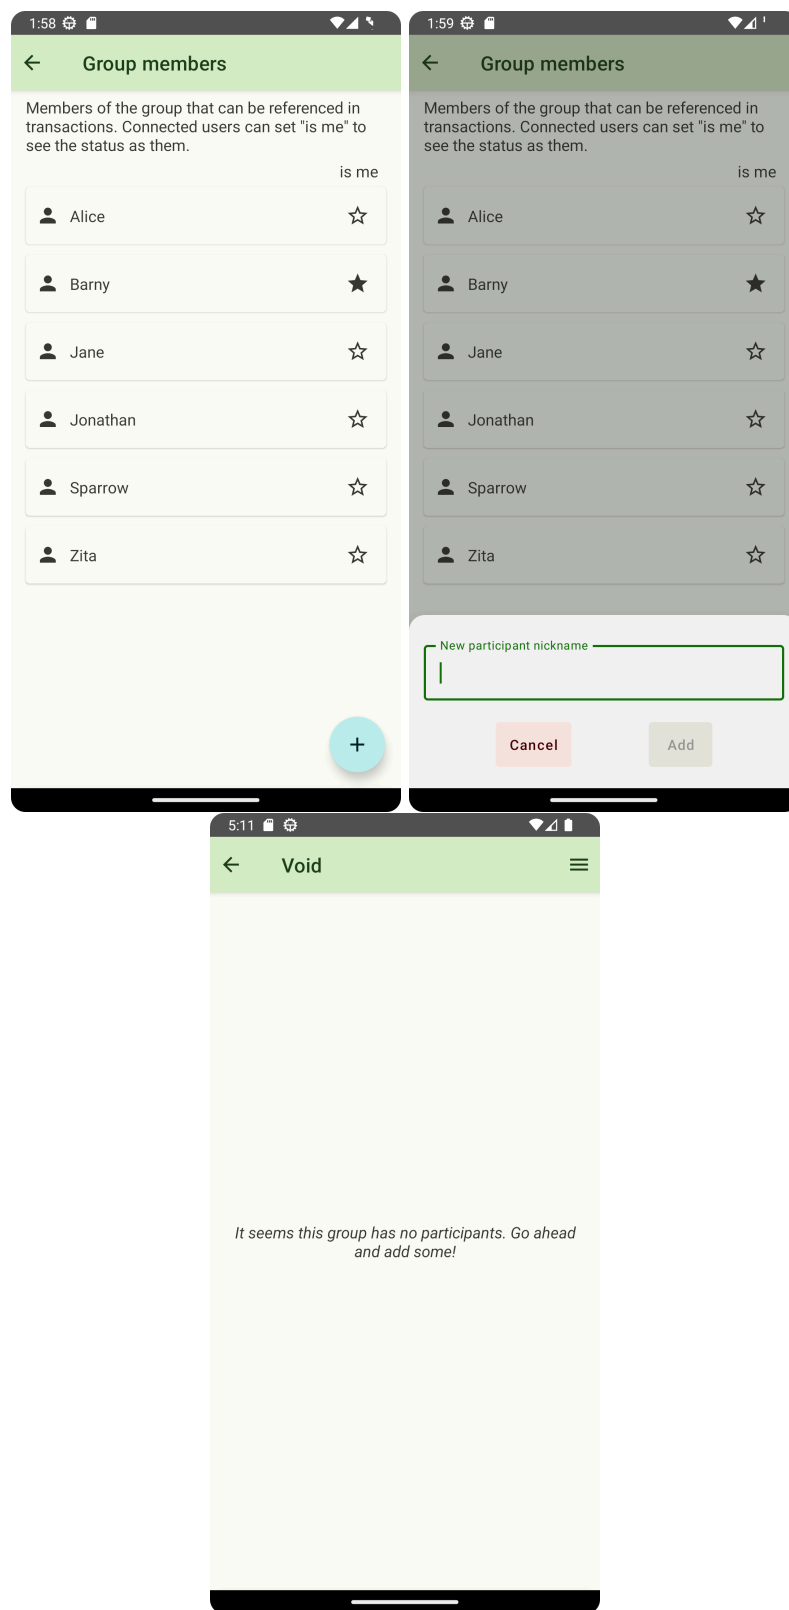 1:58
Group members
Members of the group that can be referenced in
transactions. Connected users can set "is me" to
see the status as them.
is me
Alice
Barny
Jane
Jonathan
Sparrow
Zita
1:59
Group members
Members of the group that can be referenced in
transactions. Connected users can set "is me" to
see the status as them.
is me
Alice
Barny
Jane
Jonathan
Sparrow
Zita
New participant nickname
Cancel
Add
5:11
Void
It seems this group has no participants. Go ahead
and add some!